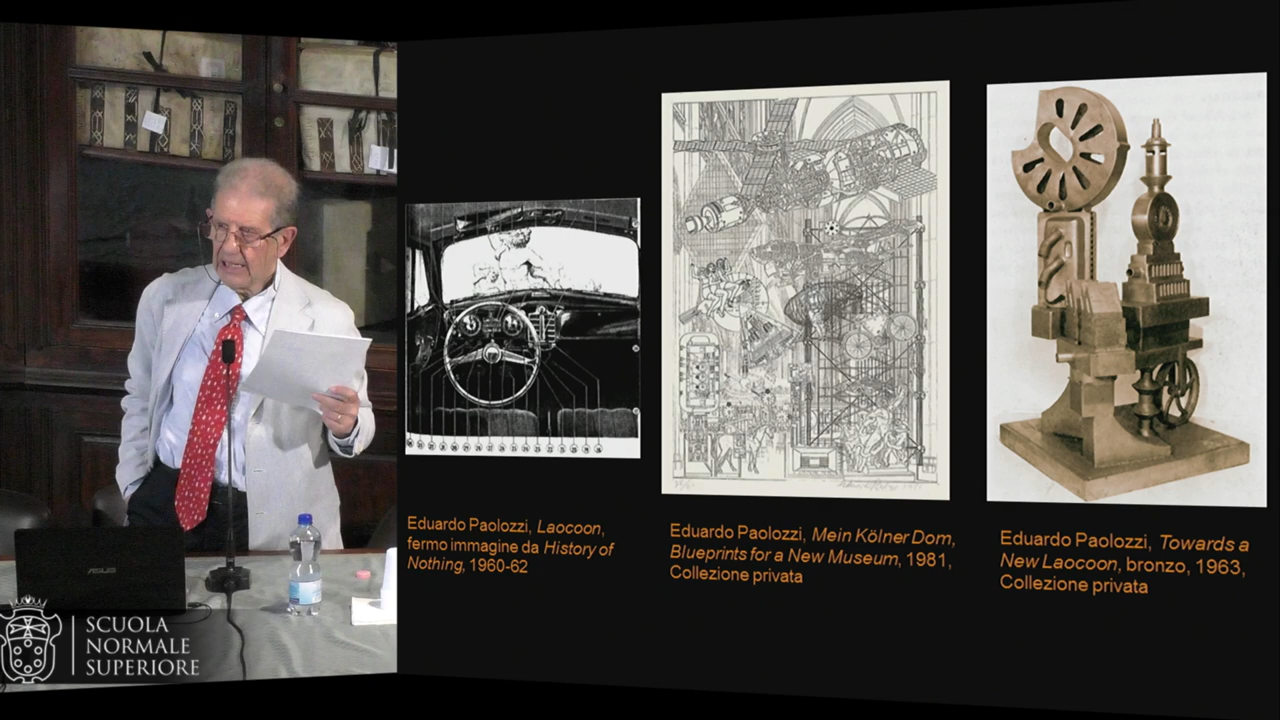 Eduardo Paolozzi, Laocoon,
fermo immagine da History of
Nothing, 1960-62
Eduardo Paolozzi, Mein Kölner Dom,
Blueprints for a New Museum, 1981,
Collezione privata
Eduardo Paolozzi, Towards a
New Laocoon, bronzo, 1963,
Collezione privata
ASUS
SCUOLA
NORMALE
SUPERIORE